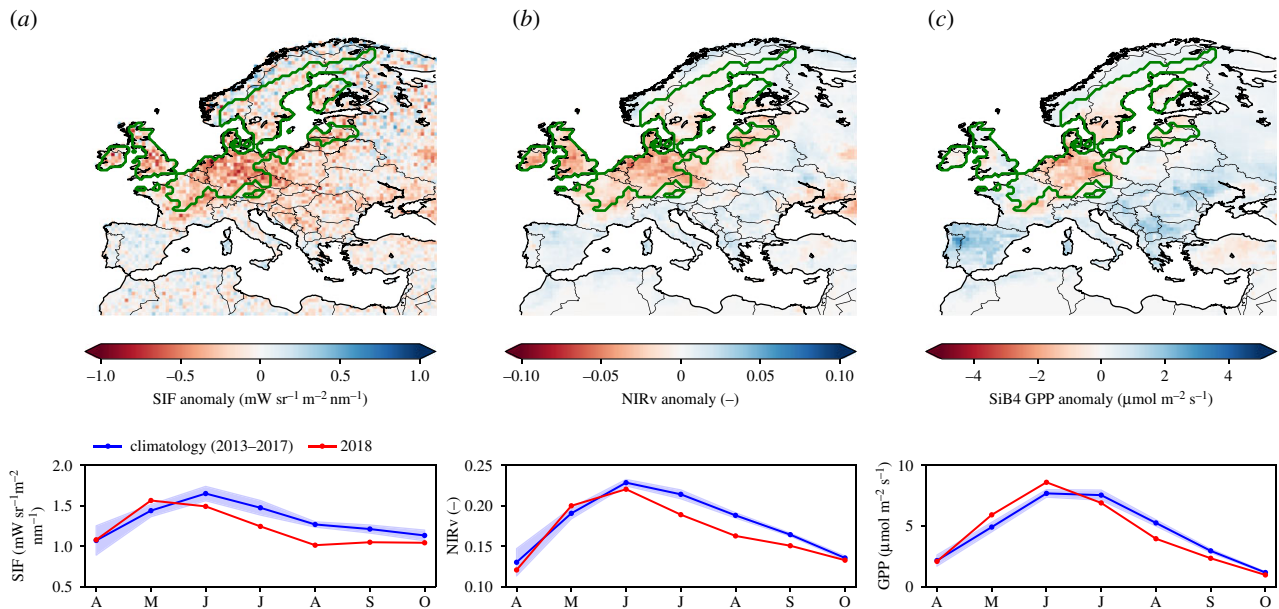 (a)
(b)
(c)
–1.0 –0.5 0 0.5 1.0
SIF anomaly (mW sr⁻¹ m⁻² nm⁻¹)
–0.10 –0.05 0 0.05 0.10
NIRv anomaly (–)
–4 –2 0 2 4
SiB4 GPP anomaly (µmol m⁻² s⁻¹)
climatology (2013–2017) 2018
SIF (mW sr⁻¹m⁻²
nm⁻¹)
2.0
1.5
1.0
0.5
A M J J A S O
NIRv (–)
0.25
0.20
0.15
0.10
A M J J A S O
GPP (µmol m⁻² s⁻¹)
10
5
0
A M J J A S O